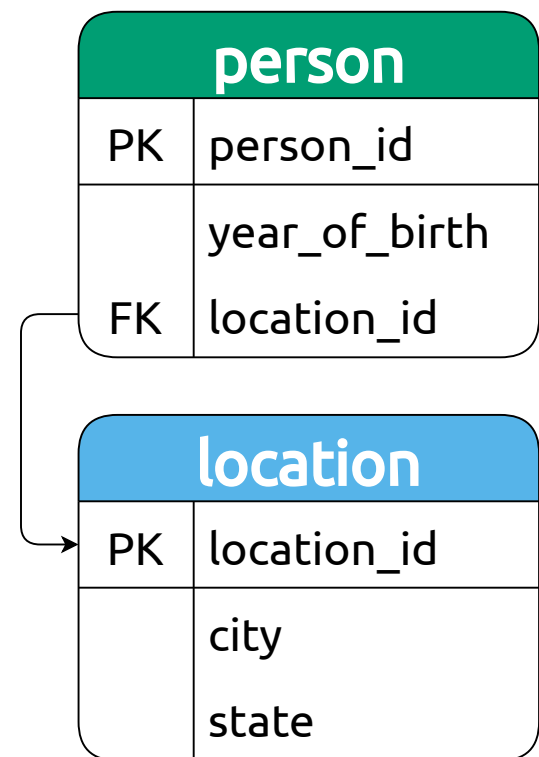 person
PK person_id
year_of_birth
FK location_id
location
PK location_id
city
state